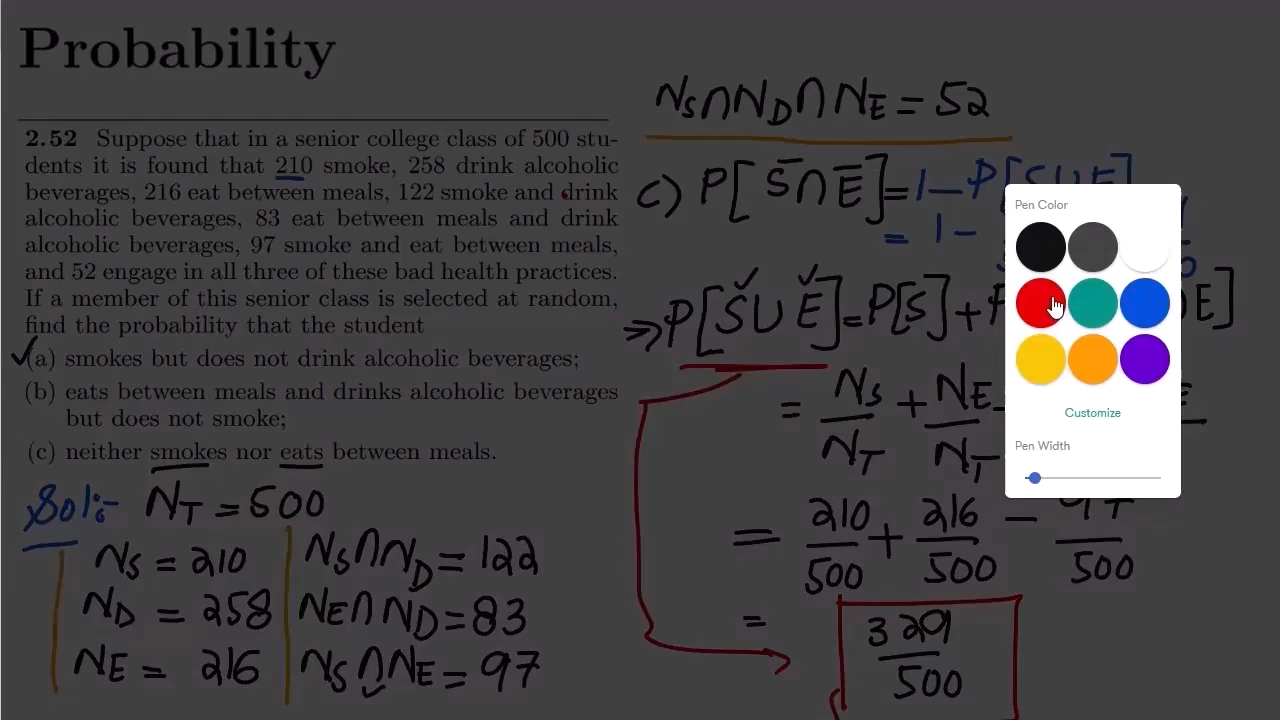 Probability
2.52 Suppose that in a senior college class of 500 stu-
dents it is found that 210 smoke, 258 drink alcoholic
beverages, 216 eat between meals, 122 smoke and drink
alcoholic beverages, 83 eat between meals and drink
alcoholic beverages, 97 smoke and eat between meals,
and 52 engage in all three of these bad health practices.
If a member of this senior class is selected at random,
find the probability that the student
(a) smokes but does not drink alcoholic beverages;
(b) eats between meals and drinks alcoholic beverages
but does not smoke;
(c) neither smokes nor eats between meals.
Sol:- N_T = 500
N_S = 210
N_D = 258
N_E = 216
N_S ∩ N_D = 122
N_E ∩ N_D = 83
N_S ∩ N_E = 97
N_S ∩ N_D ∩ N_E = 52
c) P[S̄ ∩ Ē] = 1 - P[S ∪ E]
= 1 -
⇒ P[S ∪ E] = P[S] + E]
= N_S/N_T + N_E/N_T -
= 210/500 + 216/500 - 97/500
= 329/500
Pen Color
Customize
Pen Width